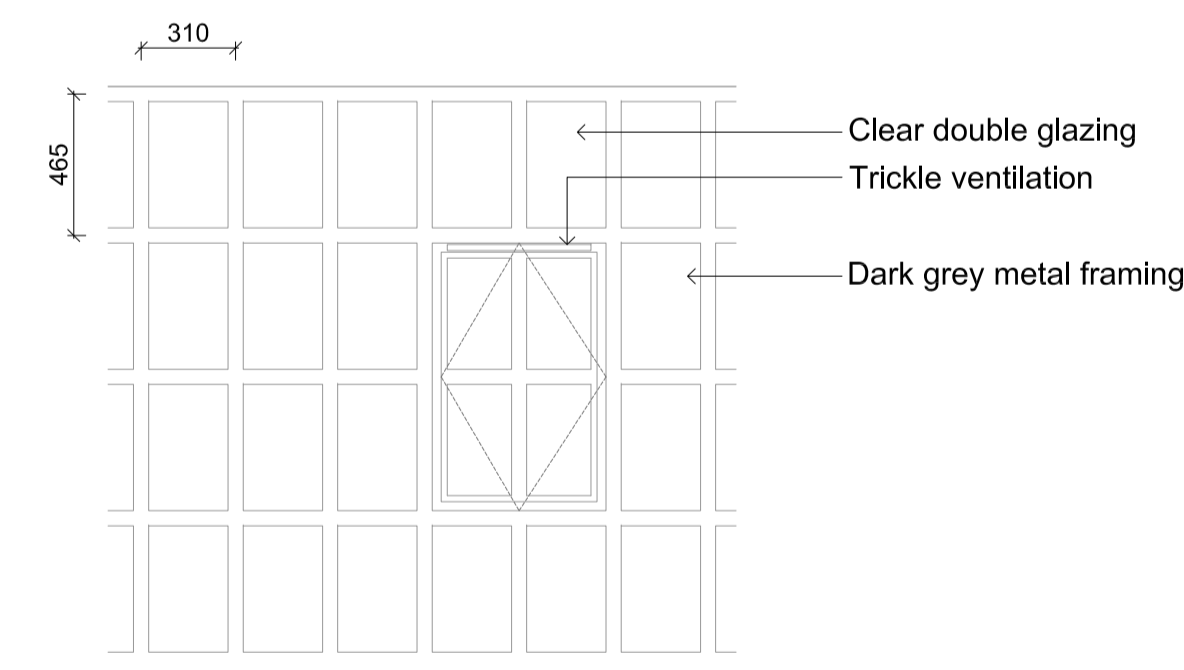 310
465
Clear double glazing
Trickle ventilation
Dark grey metal framing